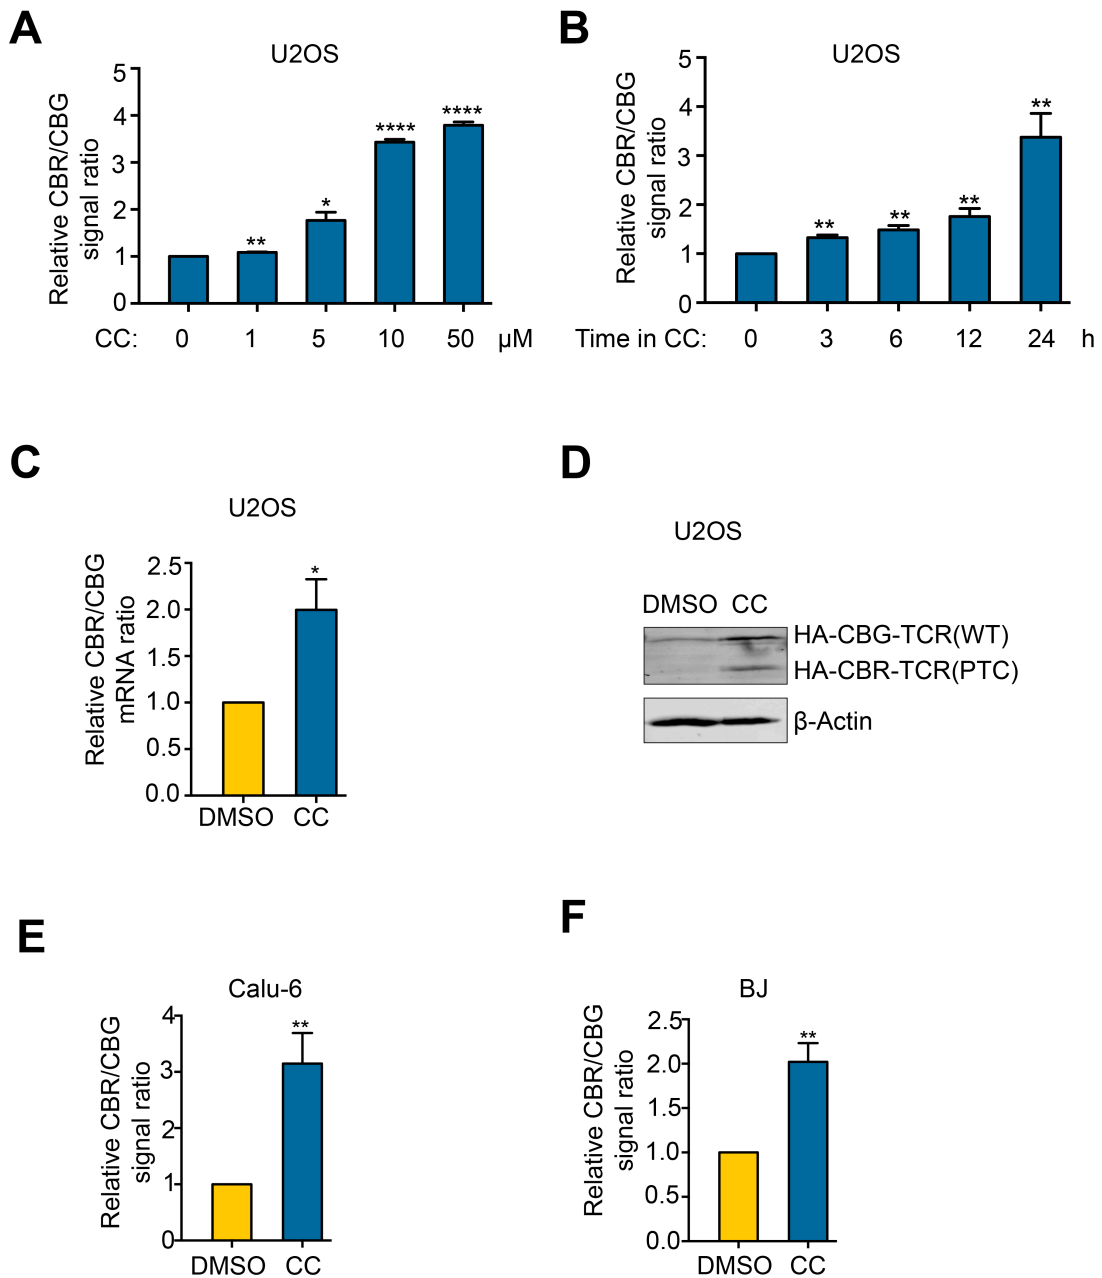 A
U2OS
Relative CBR/CBG
signal ratio
5
4
3
2
1
0
**
*
****
****
CC: 0 1 5 10 50 µM
B
U2OS
Relative CBR/CBG
signal ratio
5
4
3
2
1
0
**
**
**
**
Time in CC: 0 3 6 12 24 h
C
U2OS
Relative CBR/CBG
mRNA ratio
2.5
2.0
1.5
1.0
0.5
0.0
*
DMSO CC
D
U2OS
DMSO CC
HA-CBG-TCR(WT)
HA-CBR-TCR(PTC)
β-Actin
E
Calu-6
Relative CBR/CBG
signal ratio
4
3
2
1
0
**
DMSO CC
F
BJ
Relative CBR/CBG
signal ratio
2.5
2.0
1.5
1.0
0.5
0.0
**
DMSO CC